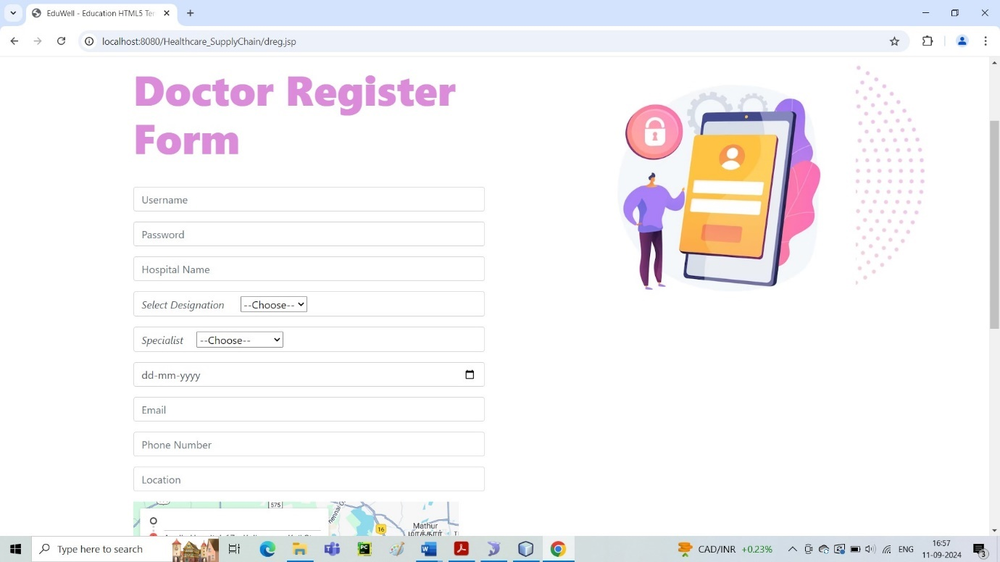 EduWell - Education HTML5 Ter
localhost:8080/Healthcare_SupplyChain/dreg.jsp
Doctor Register
Form
Username
Password
Hospital Name
Select Designation --Choose--
Specialist --Choose--
dd-mm-yyyy
Email
Phone Number
Location
575
16
Mathur
Type here to search
CAD/INR +0.23%
ENG
16:57
11-09-2024
3